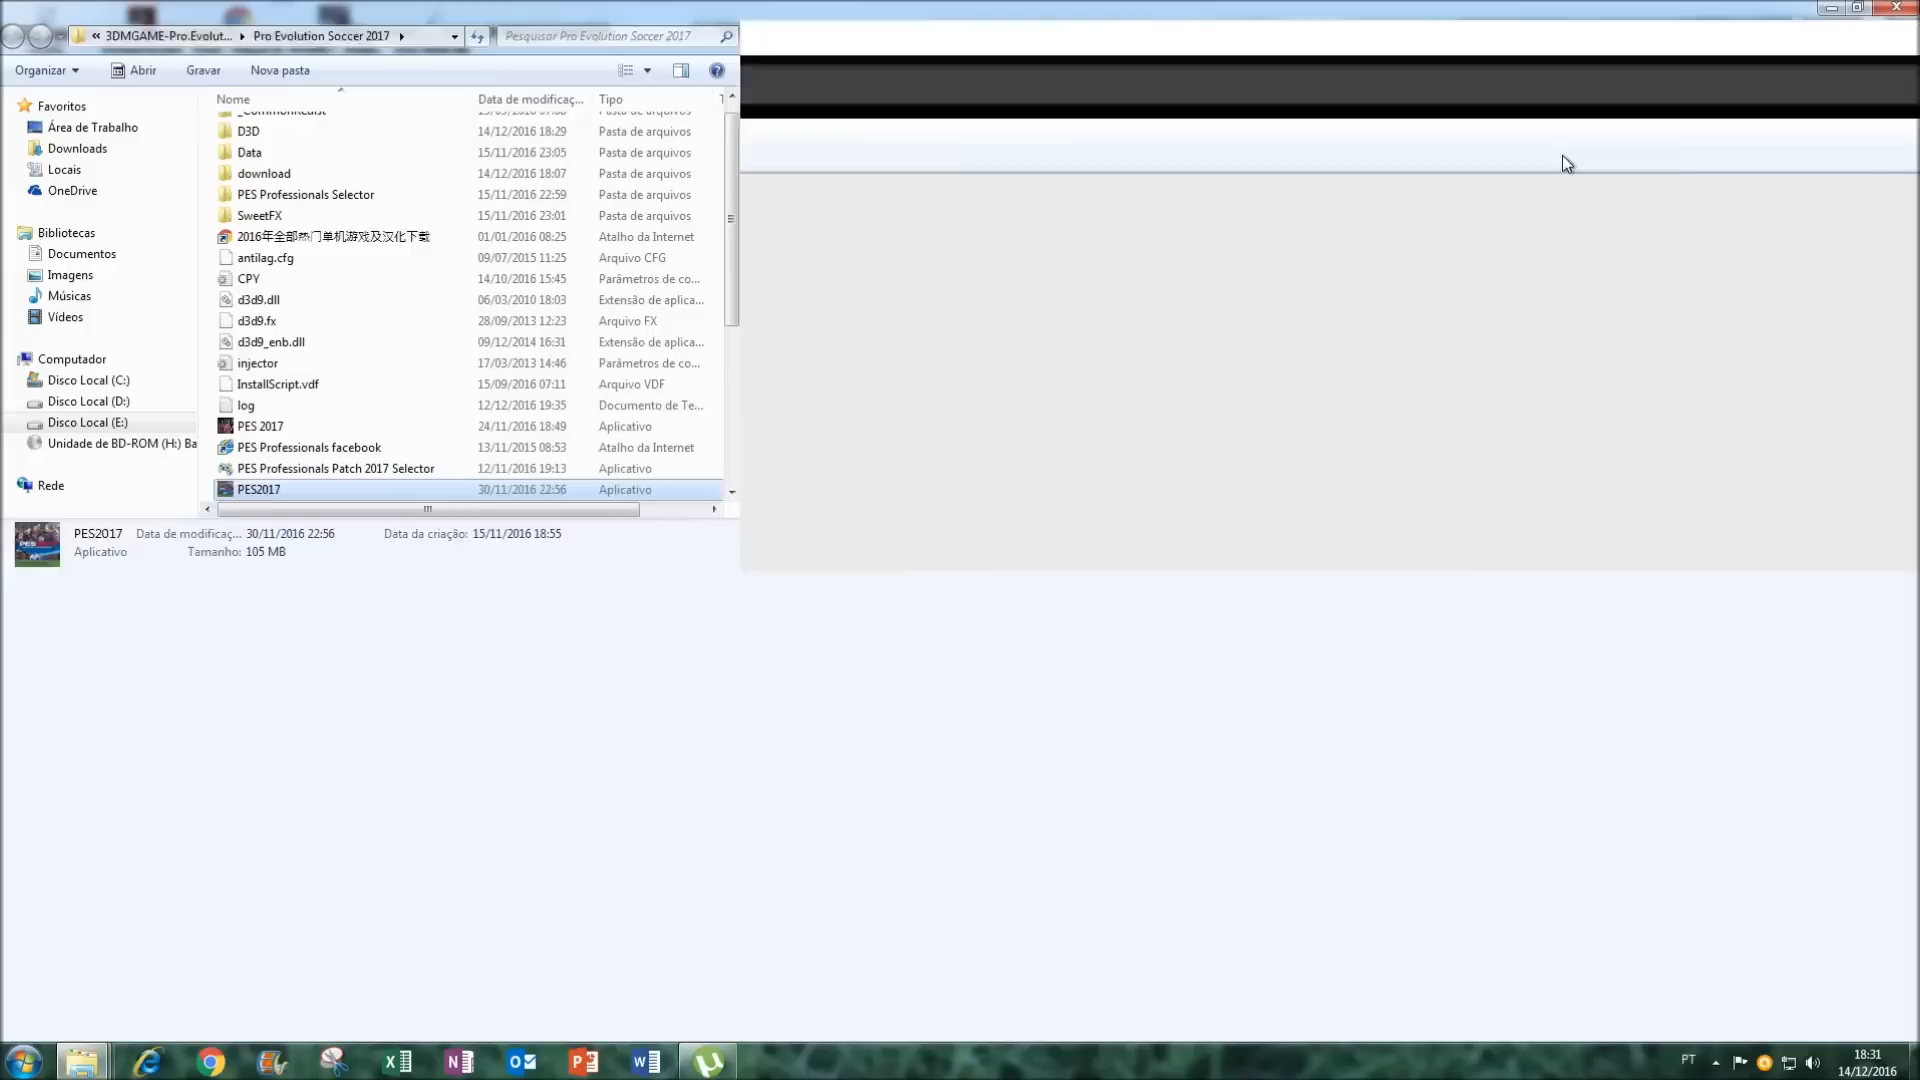 « 3DMGAME-Pro.Evolut... ▸ Pro Evolution Soccer 2017 ▸
Pesquisar Pro Evolution Soccer 2017
Organizar Abrir Gravar Nova pasta
Nome Data de modificaç... Tipo
Favoritos
Área de Trabalho
Downloads
Locais
OneDrive
Bibliotecas
Documentos
Imagens
Músicas
Vídeos
Computador
Disco Local (C:)
Disco Local (D:)
Disco Local (E:)
Unidade de BD-ROM (H:) Ba
Rede
_CommonRedist Pasta de arquivos
D3D 14/12/2016 18:29 Pasta de arquivos
Data 15/11/2016 23:05 Pasta de arquivos
download 14/12/2016 18:07 Pasta de arquivos
PES Professionals Selector 15/11/2016 22:59 Pasta de arquivos
SweetFX 15/11/2016 23:01 Pasta de arquivos
2016年全部热门单机游戏及汉化下载 01/01/2016 08:25 Atalho da Internet
antilag.cfg 09/07/2015 11:25 Arquivo CFG
CPY 14/10/2016 15:45 Parâmetros de co...
d3d9.dll 06/03/2010 18:03 Extensão de aplica...
d3d9.fx 28/09/2013 12:23 Arquivo FX
d3d9_enb.dll 09/12/2014 16:31 Extensão de aplica...
injector 17/03/2013 14:46 Parâmetros de co...
InstallScript.vdf 15/09/2016 07:11 Arquivo VDF
log 12/12/2016 19:35 Documento de Te...
PES 2017 24/11/2016 18:49 Aplicativo
PES Professionals facebook 13/11/2015 08:53 Atalho da Internet
PES Professionals Patch 2017 Selector 12/11/2016 19:13 Aplicativo
PES2017 30/11/2016 22:56 Aplicativo
PES2017 Data de modificaç... 30/11/2016 22:56 Data da criação: 15/11/2016 18:55
Aplicativo Tamanho: 105 MB
PT
18:31
14/12/2016